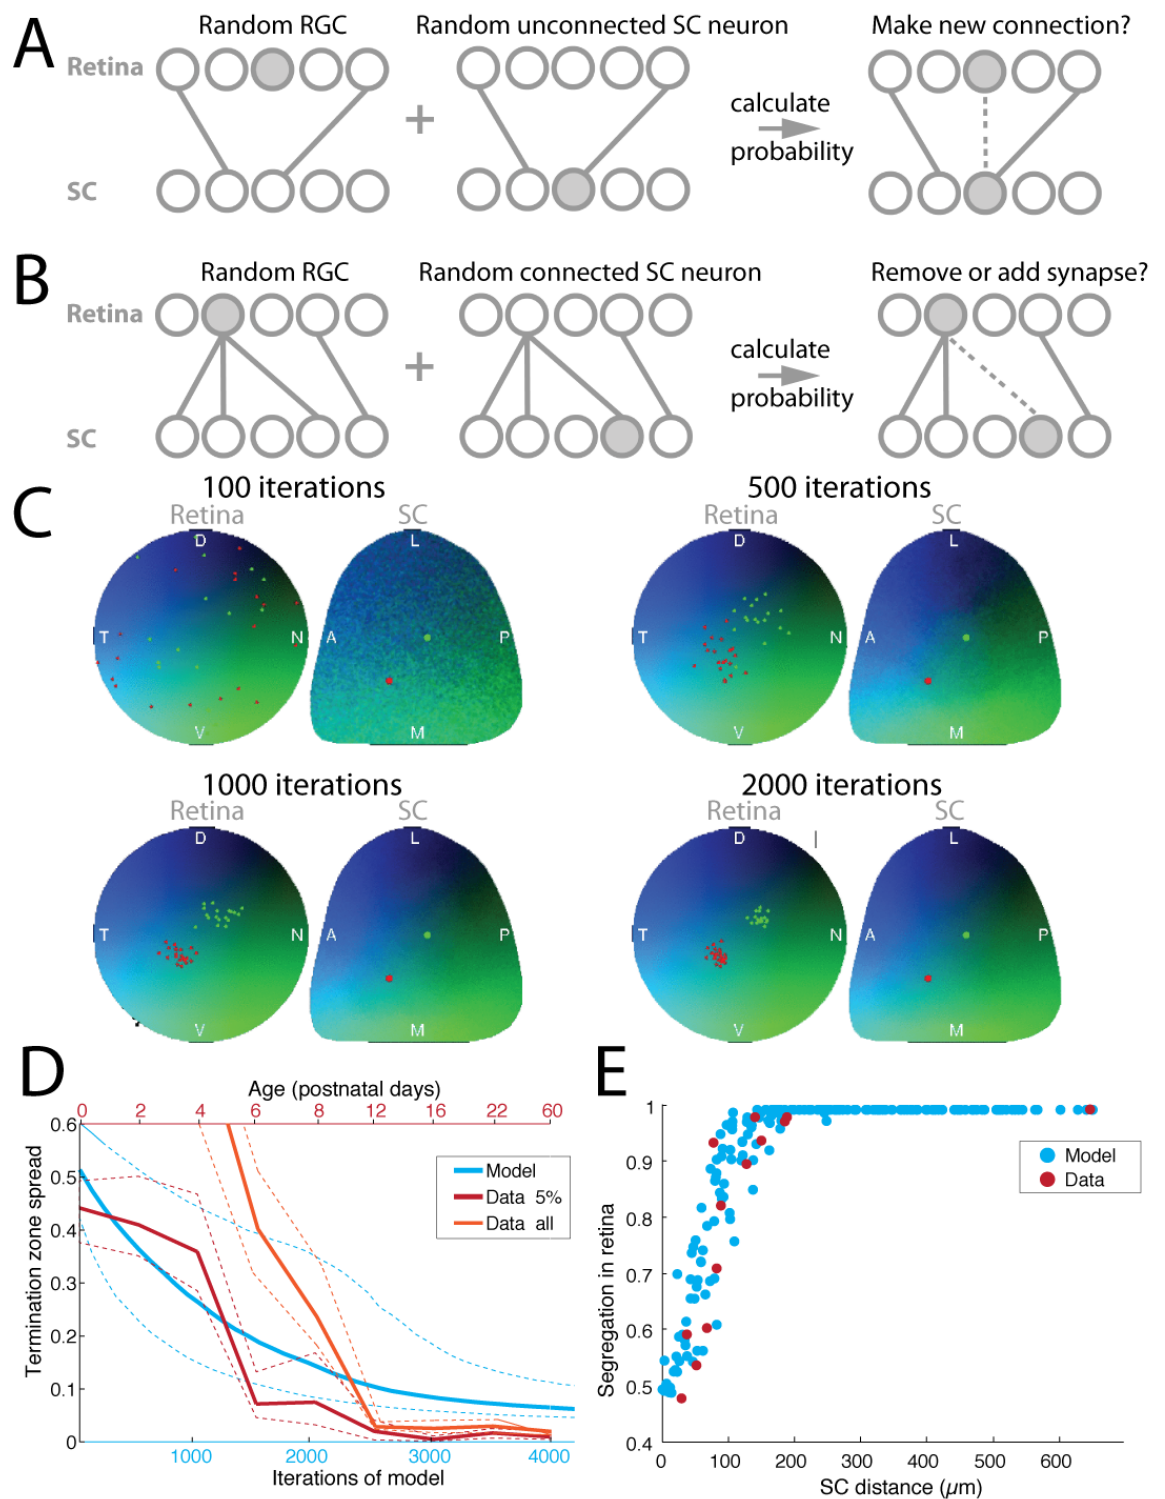 A
Random RGC
Random unconnected SC neuron
Make new connection?
Retina
+
calculate
probability
SC
B
Random RGC
Random connected SC neuron
Remove or add synapse?
Retina
+
calculate
probability
SC
C
100 iterations
500 iterations
Retina
SC
Retina
SC
D
L
D
L
T
N
A
P
T
N
A
P
V
M
V
M
1000 iterations
2000 iterations
Retina
SC
Retina
SC
D
L
D
L
T
N
A
P
T
N
A
P
V
M
V
M
D
Age (postnatal days)
0 2 4 6 8 12 16 22 60
0.6
0.5
0.4
0.3
0.2
0.1
0
Termination zone spread
Model
Data 5%
Data all
1000 2000 3000 4000
Iterations of model
E
1
0.9
0.8
0.7
0.6
0.5
0.4
Segregation in retina
Model
Data
0 100 200 300 400 500 600
SC distance (μm)